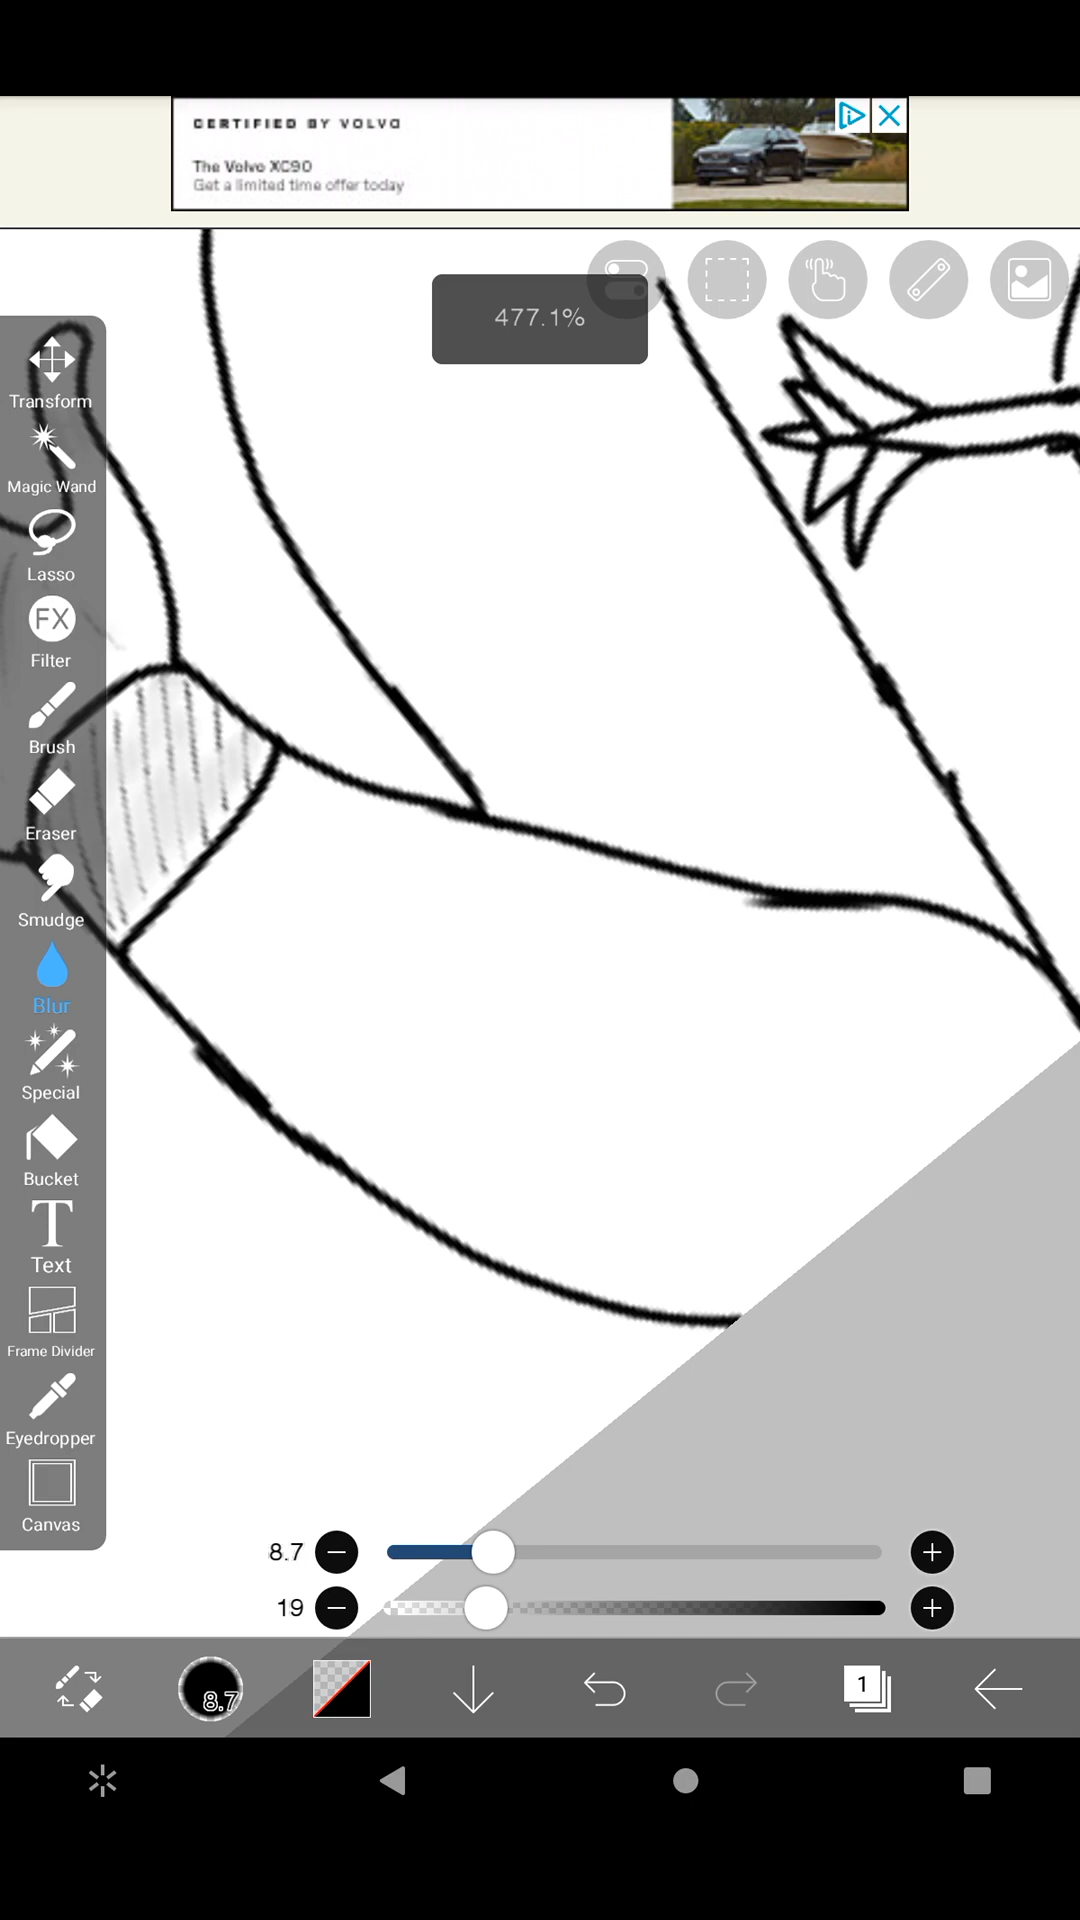 CERTIFIED BY VOLVO
The Volvo XC90
Get a limited time offer today
477.1%
Transform
Magic Wand
Lasso
FX
Filter
Brush
Eraser
Smudge
Blur
Special
Bucket
T
Text
Frame Divider
Eyedropper
Canvas
8.7
19
8.7
1